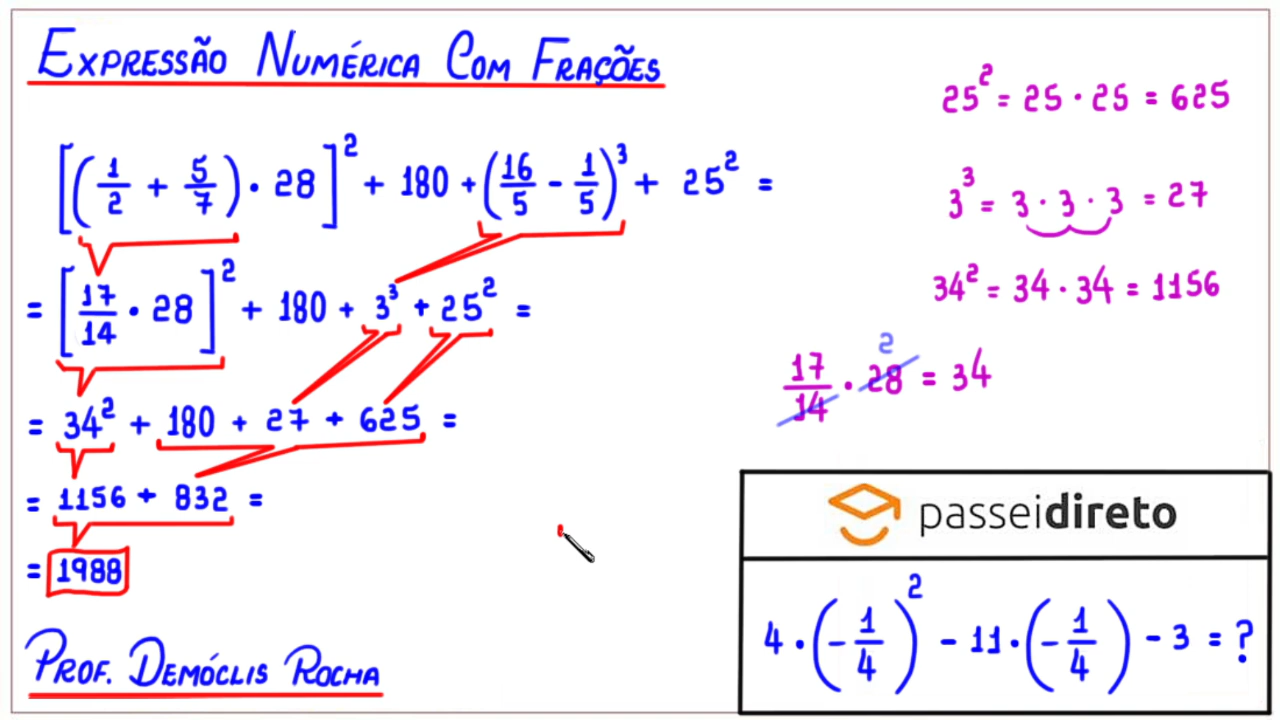 EXPRESSÃO NUMÉRICA COM FRAÇÕES
[(1/2 + 5/7) · 28]² + 180 + (16/5 - 1/5)³ + 25² =
= [17/14 · 28]² + 180 + 3³ + 25² =
= 34² + 180 + 27 + 625 =
= 1156 + 832 =
= 1988
PROF. DEMÓCLIS ROCHA
25² = 25 · 25 = 625
3³ = 3 · 3 · 3 = 27
34² = 34 · 34 = 1156
2
17/14 · 28 = 34
passeidireto
4 · (-1/4)² - 11 · (-1/4) - 3 = ?